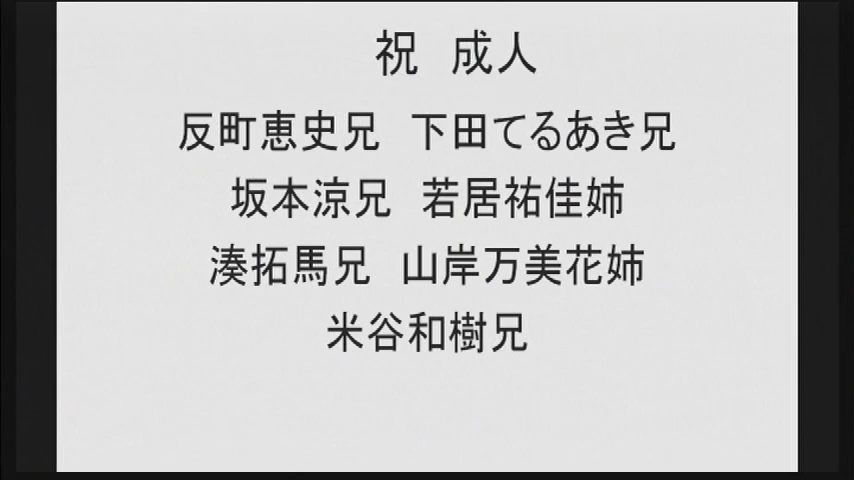 祝　成人
反町恵史兄　下田てるあき兄
坂本涼兄　若居祐佳姉
湊拓馬兄　山岸万美花姉
米谷和樹兄